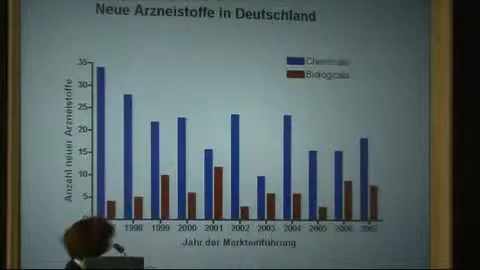 Neue Arzneistoffe in Deutschland
Chemicals
Biologicals
Anzahl neuer Arzneistoffe
35
30
25
20
15
10
5
1998 1999 2000 2001 2002 2003 2004 2005 2006 2007
Jahr der Markteinführung